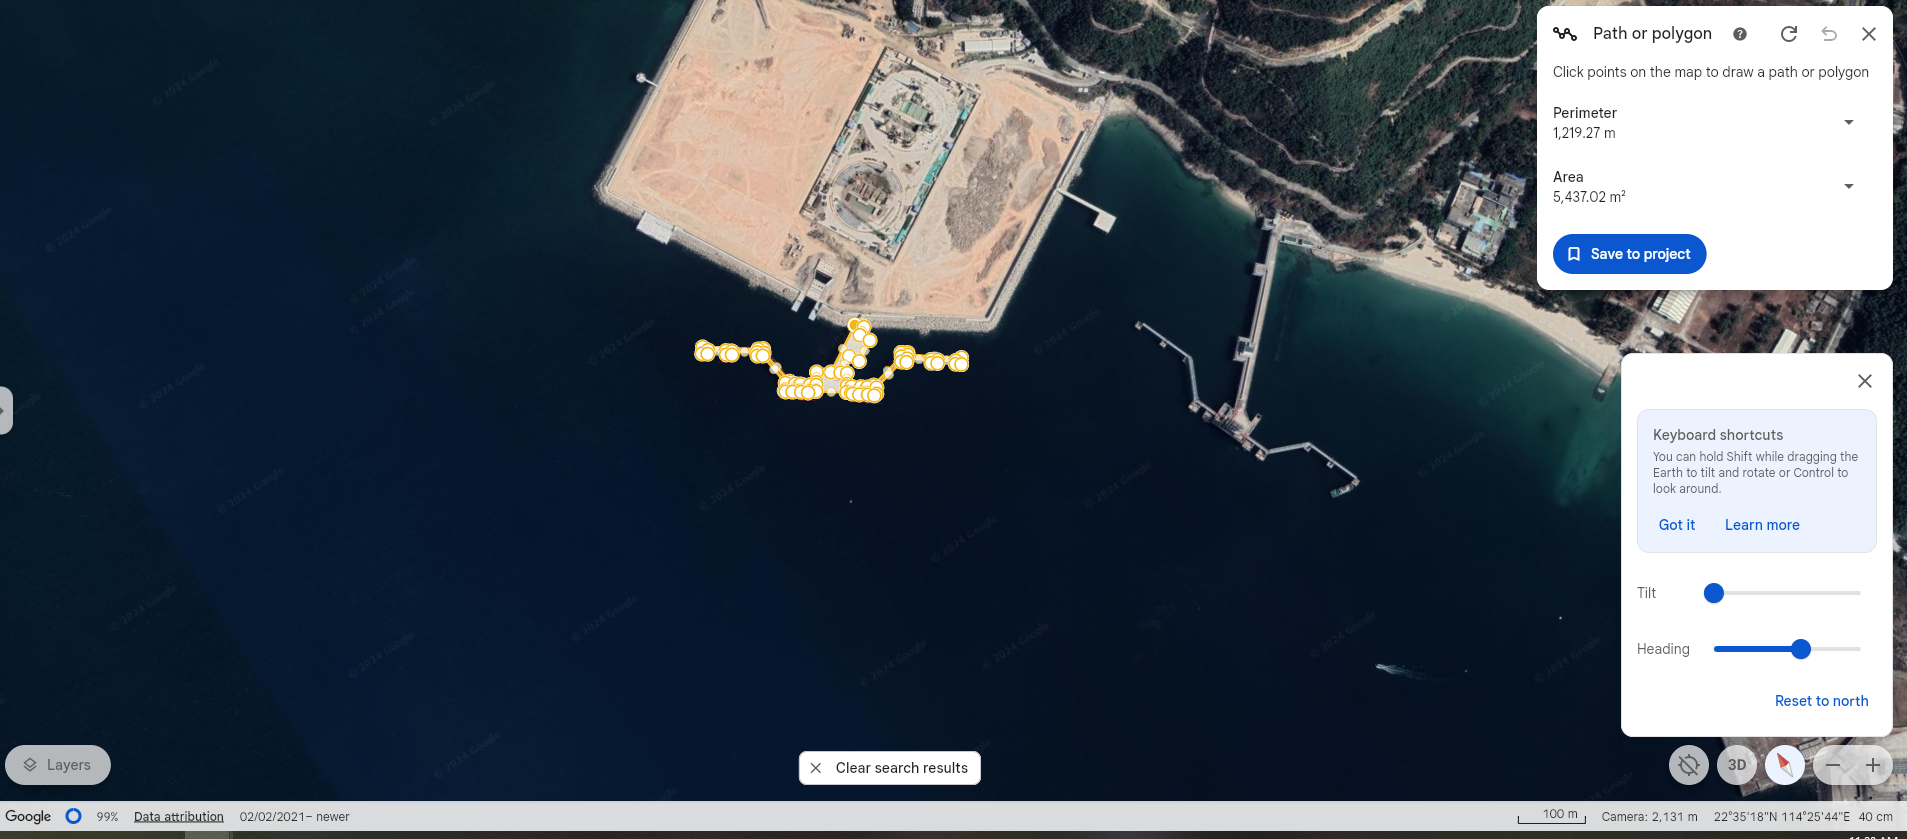 Path or polygon
Click points on the map to draw a path or polygon
Perimeter
1,219.27 m
Area
5,437.02 m²
Save to project
Keyboard shortcuts
You can hold Shift while dragging the
Earth to tilt and rotate or Control to
look around.
Got it
Learn more
Tilt
Heading
Reset to north
Layers
Clear search results
3D
Google
99%
Data attribution
02/02/2021– newer
100 m
Camera: 2,131 m
22°35'18"N 114°25'44"E
40 cm
© 2024 Google